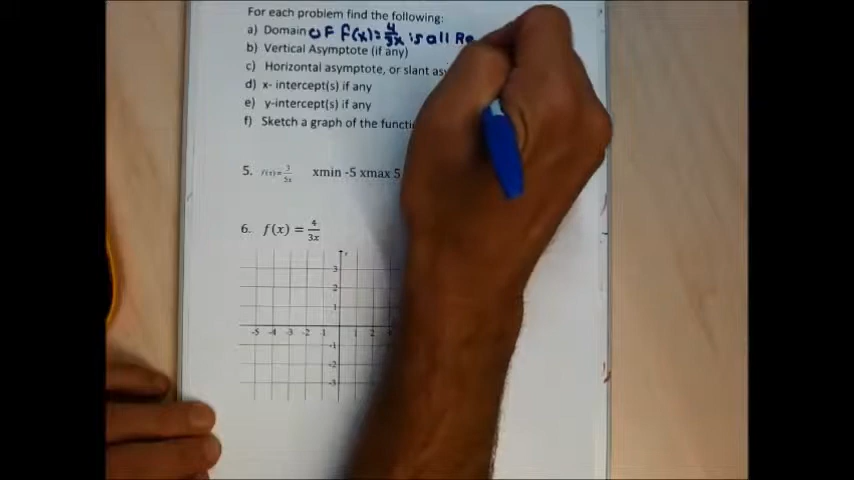 For each problem find the following:
a) Domain of f(x)= 4/3x is all Re
b) Vertical Asymptote (if any)
c) Horizontal asymptote, or slant as
d) x- intercept(s) if any
e) y-intercept(s) if any
f) Sketch a graph of the functi
5. xmin -5 xmax 5
6. f(x) = 4/3x
3
2
1
-5 -4 -3 -2 -1 1 2
-1
-2
-3